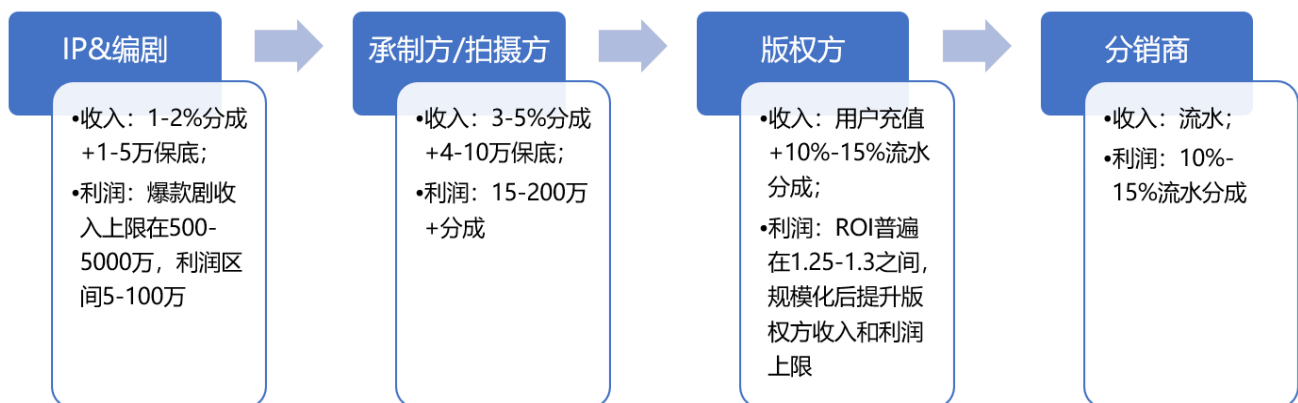 IP&编剧
•收入：1-2%分成
+1-5万保底；
•利润：爆款剧收
入上限在500-
5000万，利润区
间5-100万
承制方/拍摄方
•收入：3-5%分成
+4-10万保底；
•利润：15-200万
+分成
版权方
•收入：用户充值
+10%-15%流水
分成；
•利润：ROI普遍
在1.25-1.3之间，
规模化后提升版
权方收入和利润
上限
分销商
•收入：流水；
•利润：10%-
15%流水分成